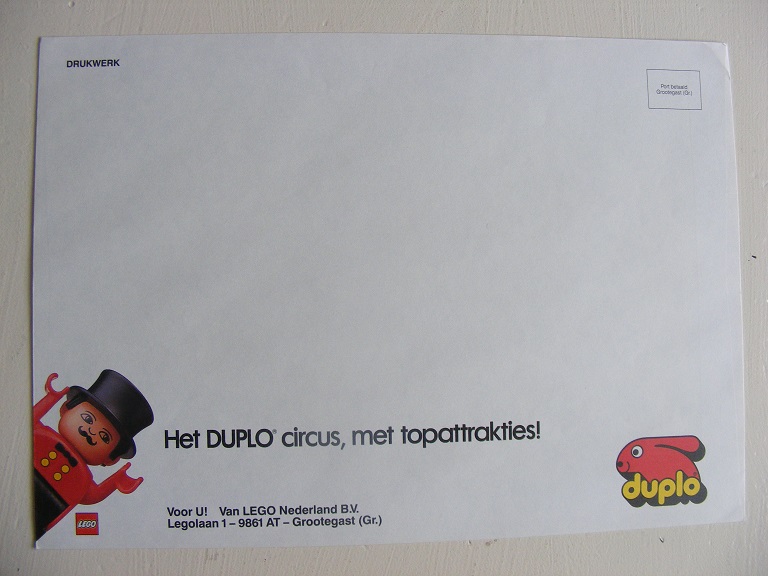 DRUKWERK
Port betaald
Grootegast (Gr.)
Het DUPLO® circus, met topattrakties!
duplo®
Voor U! Van LEGO Nederland B.V.
Legolaan 1 – 9861 AT – Grootegast (Gr.)
LEGO